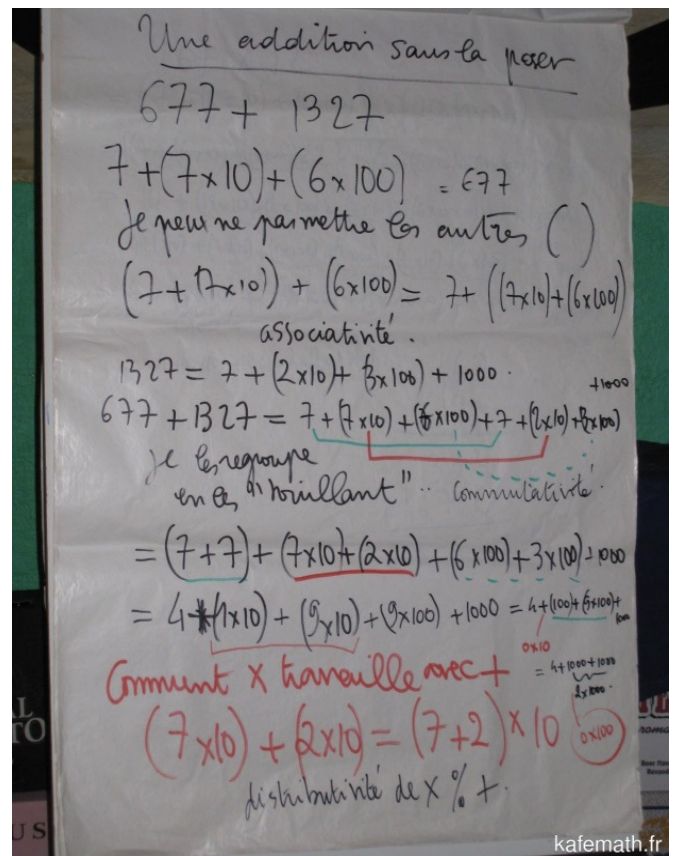 Une addition sans la poser
677 + 1327
7+(7x10)+(6x100) = 677
Je peux ne pas mettre les autres ( )
(7+(7x10)) + (6x100) = 7+((7x10)+(6x100))
associativité.
1327 = 7+(2x10)+(3x100)+1000.
+1000
677+1327 = 7+(7x10)+(6x100)+7+(2x10)+(3x100)
Je les regroupe
en les "brouillant".. commutativité.
= (7+7)+(7x10)+(2x10)+(6x100)+3x100)+1000
= 4+(1x10)+(9x10)+(9x100)+1000 = 4+(100)+(9x100)+
1000
0x10
= 4+1000+1000
2x1000.
Comment x travaille avec +
(7x10)+(2x10)=(7+2)x10
0x100
distributivité de x % +.
kafemath.fr